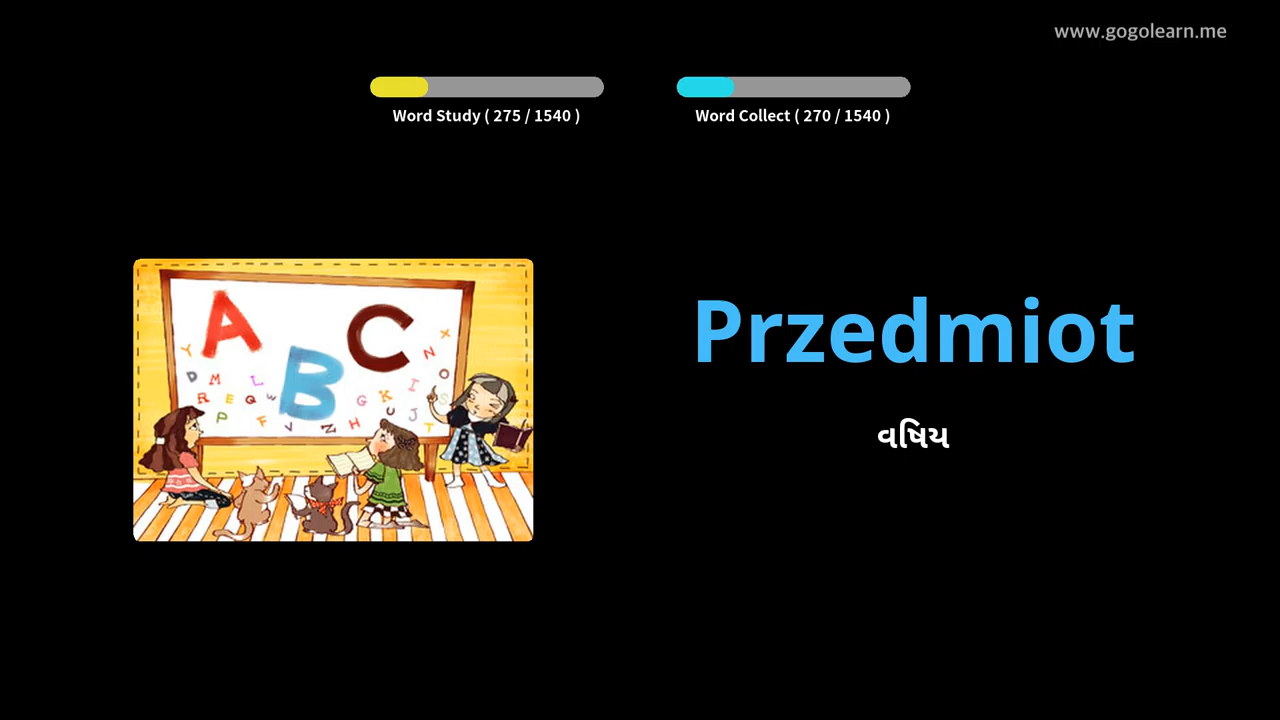 www.gogolearn.me
Word Study ( 275 / 1540 )
Word Collect ( 270 / 1540 )
A B C
X
Y N
D M L I O
R E Q W G K S
P F V Z H U J T
Przedmiot
વષિય